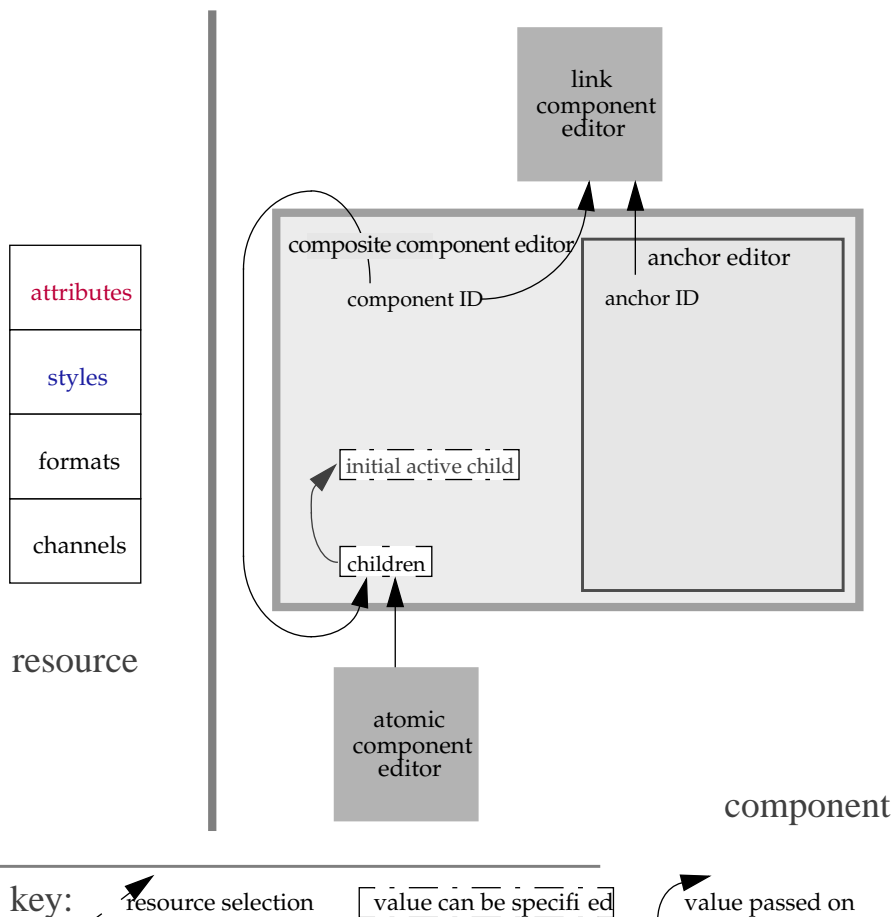 link
component
editor
composite component editor
anchor editor
component ID
anchor ID
attributes
styles
formats
channels
initial active child
children
resource
atomic
component
editor
component
key:
resource selection
value can be specifi ed
value passed on